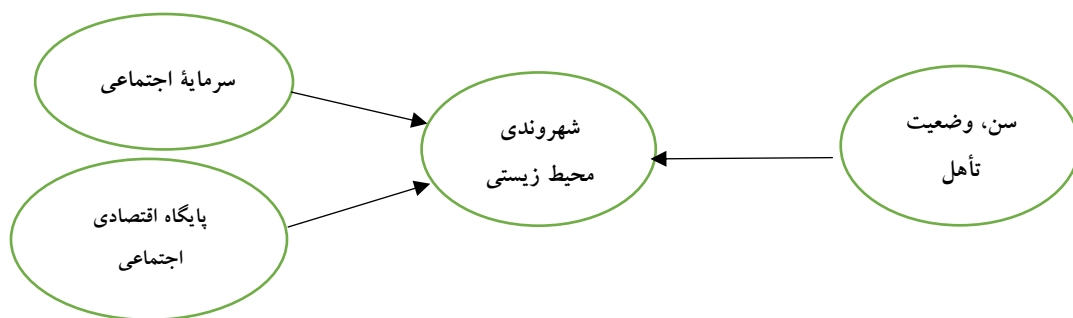 سرمایهٔ اجتماعی
شهروندی
محیط زیستی
سن، وضعیت
تأهل
پایگاه اقتصادی
اجتماعی